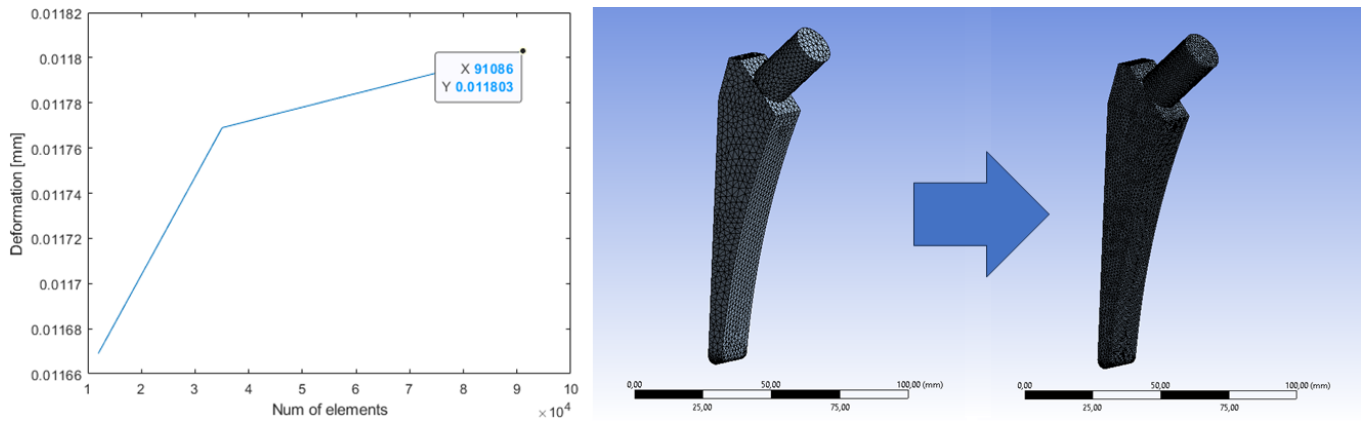 0.01182
0.0118
0.01178
0.01176
0.01174
0.01172
0.0117
0.01168
0.01166
Deformation [mm]
X 91086
Y 0.011803
1 2 3 4 5 6 7 8 9 10
Num of elements
×10⁴
0,00 50,00 100,00 (mm)
25,00 75,00
0,00 50,00 100,00 (mm)
25,00 75,00